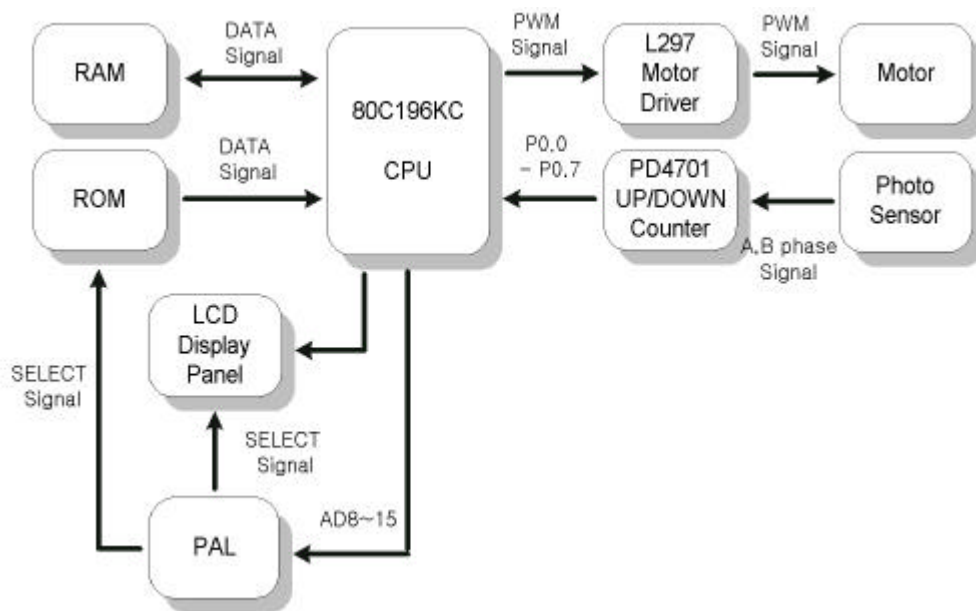 RAM
DATA
Signal
80C196KC
CPU
PWM
Signal
L297
Motor
Driver
PWM
Signal
Motor
ROM
DATA
Signal
P0.0
- P0.7
PD4701
UP/DOWN
Counter
Photo
Sensor
A,B phase
Signal
LCD
Display
Panel
SELECT
Signal
SELECT
Signal
PAL
AD8~15